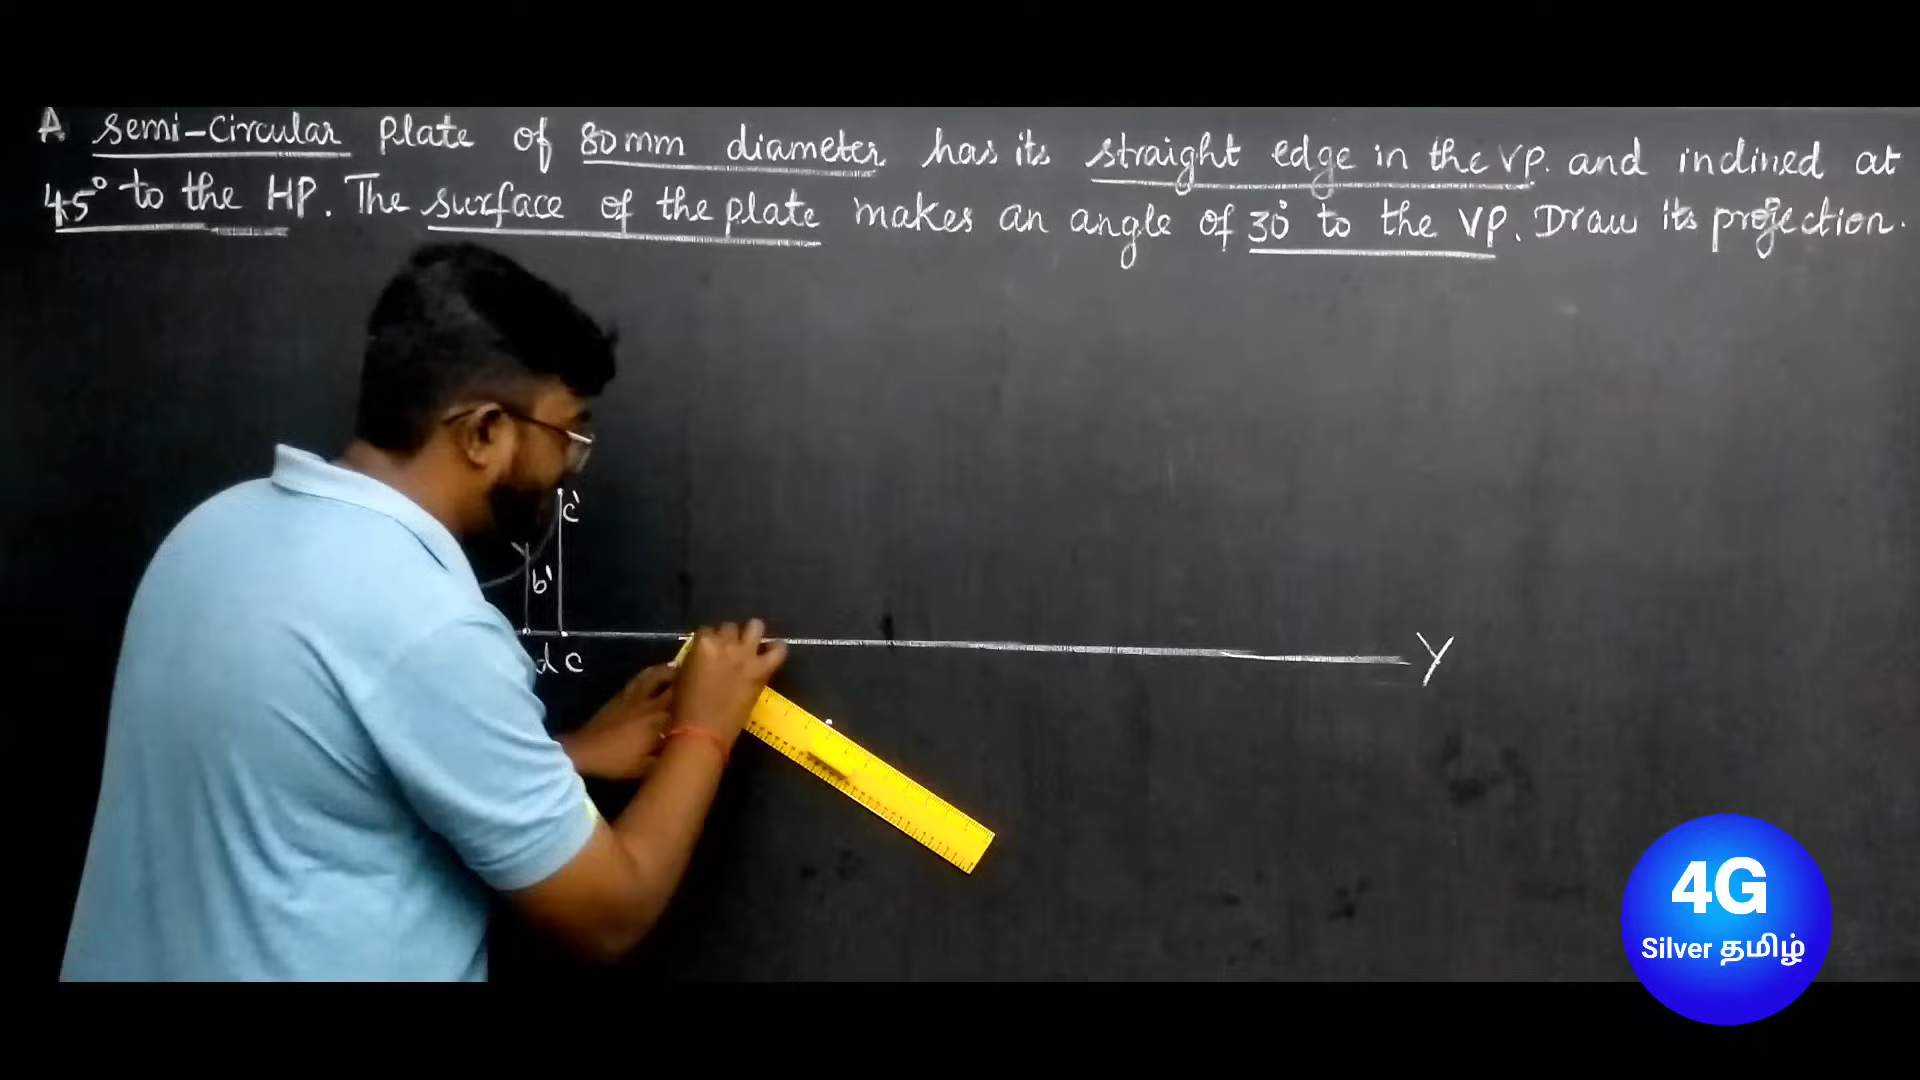 A semi-Circular plate of 80mm diameter has its straight edge in the VP. and inclined at
45° to the HP. The surface of the plate makes an angle of 30° to the VP. Draw its projection.
c'
b'
d c
Y
4G
Silver தமிழ்